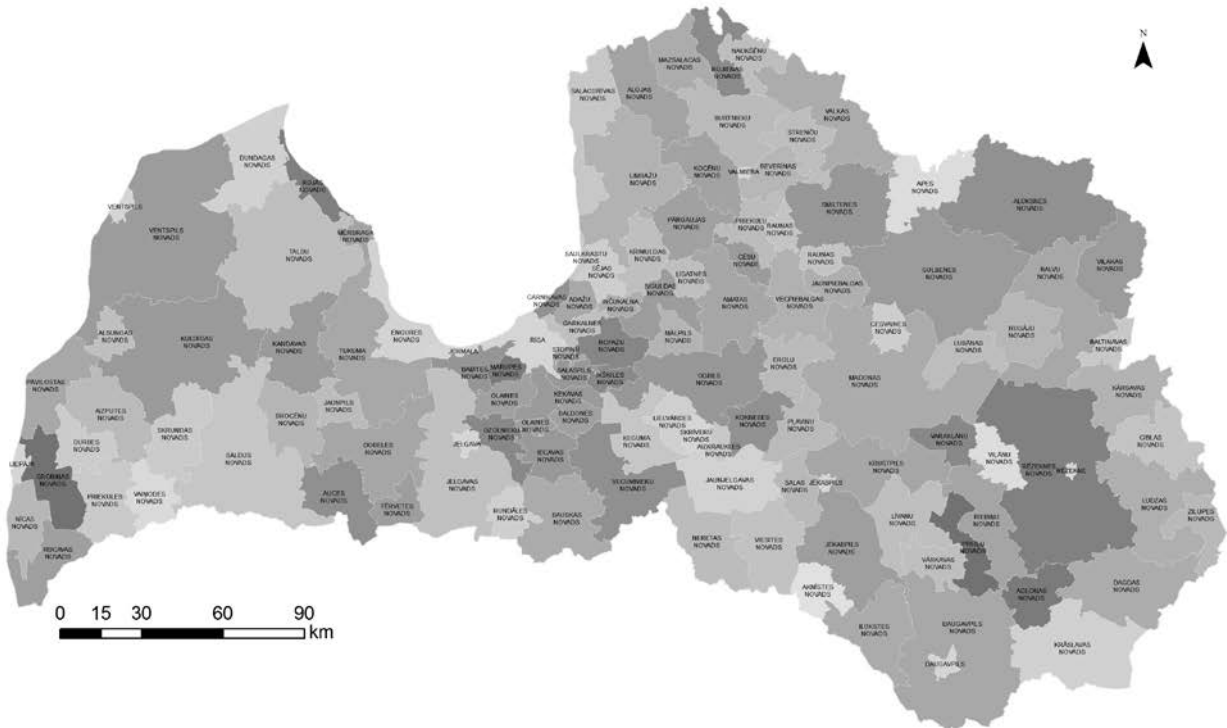 N
MAZSALACAS
NOVADS
RŪJIENAS
NOVADS
NAUKŠĒNU
NOVADS
SALACGRĪVAS
NOVADS
ALOJAS
NOVADS
BURTNIEKU
NOVADS
VALKAS
NOVADS
STRENČU
NOVADS
DUNDAGAS
NOVADS
ROJAS
NOVADS
LIMBAŽU
NOVADS
KOCĒNU
NOVADS
VALMIERA
BEVERĪNAS
NOVADS
SMILTENES
NOVADS
APES
NOVADS
ALŪKSNES
NOVADS
VENTSPILS
VENTSPILS
NOVADS
TALSU
NOVADS
MĒRSRAGA
NOVADS
PĀRGAUJAS
NOVADS
PRIEKUĻU
NOVADS
RAUNAS
NOVADS
SAULKRASTU
NOVADS
SĒJAS
NOVADS
KRIMULDAS
NOVADS
LĪGATNES
NOVADS
CĒSU
NOVADS
RAUNAS
NOVADS
GULBENES
NOVADS
BALVU
NOVADS
VIĻAKAS
NOVADS
CARNIKAVAS
NOVADS
ĀDAŽU
NOVADS
INČUKALNA
NOVADS
SIGULDAS
NOVADS
AMATAS
NOVADS
VECPIEBALGAS
NOVADS
JAUNPIEBALGAS
NOVADS
ALSUNGAS
NOVADS
KULDĪGAS
NOVADS
KANDAVAS
NOVADS
TUKUMA
NOVADS
ENGURES
NOVADS
JŪRMALA
RĪGA
GARKALNES
NOVADS
STOPIŅU
NOVADS
ROPAŽU
NOVADS
MĀLPILS
NOVADS
CESVAINES
NOVADS
LUBĀNAS
NOVADS
RUGĀJU
NOVADS
BALTINAVAS
NOVADS
BABĪTES
NOVADS
MĀRUPES
NOVADS
SALASPILS
NOVADS
IKŠĶILES
NOVADS
OGRES
NOVADS
ĒRGĻU
NOVADS
MADONAS
NOVADS
KĀRSAVAS
NOVADS
PĀVILOSTAS
NOVADS
AIZPUTES
NOVADS
SKRUNDAS
NOVADS
BROCĒNU
NOVADS
JAUNPILS
NOVADS
OLAINES
NOVADS
ĶEKAVAS
NOVADS
BALDONES
NOVADS
LIELVĀRDES
NOVADS
KOKNESES
NOVADS
PĻAVIŅU
NOVADS
DURBES
NOVADS
SALDUS
NOVADS
DOBELES
NOVADS
JELGAVA
OZOLNIEKU
NOVADS
OLAINES
NOVADS
IECAVAS
NOVADS
ĶEGUMA
NOVADS
SKRĪVERU
NOVADS
AIZKRAUKLES
NOVADS
VARAKĻĀNU
NOVADS
VIĻĀNU
NOVADS
RĒZEKNES
NOVADS
RĒZEKNE
CIBLAS
NOVADS
LIEPĀJA
GROBIŅAS
NOVADS
PRIEKULES
NOVADS
VAIŅODES
NOVADS
AUCES
NOVADS
TĒRVETES
NOVADS
JELGAVAS
NOVADS
RUNDĀLES
NOVADS
BAUSKAS
NOVADS
VECUMNIEKU
NOVADS
JAUNJELGAVAS
NOVADS
SALAS
NOVADS
JĒKABPILS
KRUSTPILS
NOVADS
LUDZAS
NOVADS
ZILUPES
NOVADS
NĪCAS
NOVADS
RUCAVAS
NOVADS
NERETAS
NOVADS
VIESĪTES
NOVADS
JĒKABPILS
NOVADS
LĪVĀNU
NOVADS
RIEBIŅU
NOVADS
PREIĻU
NOVADS
VĀRKAVAS
NOVADS
AKNĪSTES
NOVADS
AGLONAS
NOVADS
DAGDAS
NOVADS
ILŪKSTES
NOVADS
DAUGAVPILS
NOVADS
DAUGAVPILS
KRĀSLAVAS
NOVADS
0 15 30 60 90
km